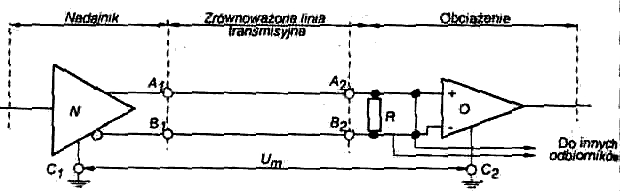 Nadajnik
Zrównoważona linia
transmisyjna
Obciążenie
A1
A2
N
R
+
O
-
B1
B2
Do innych
odbiorników
C1
Um
C2